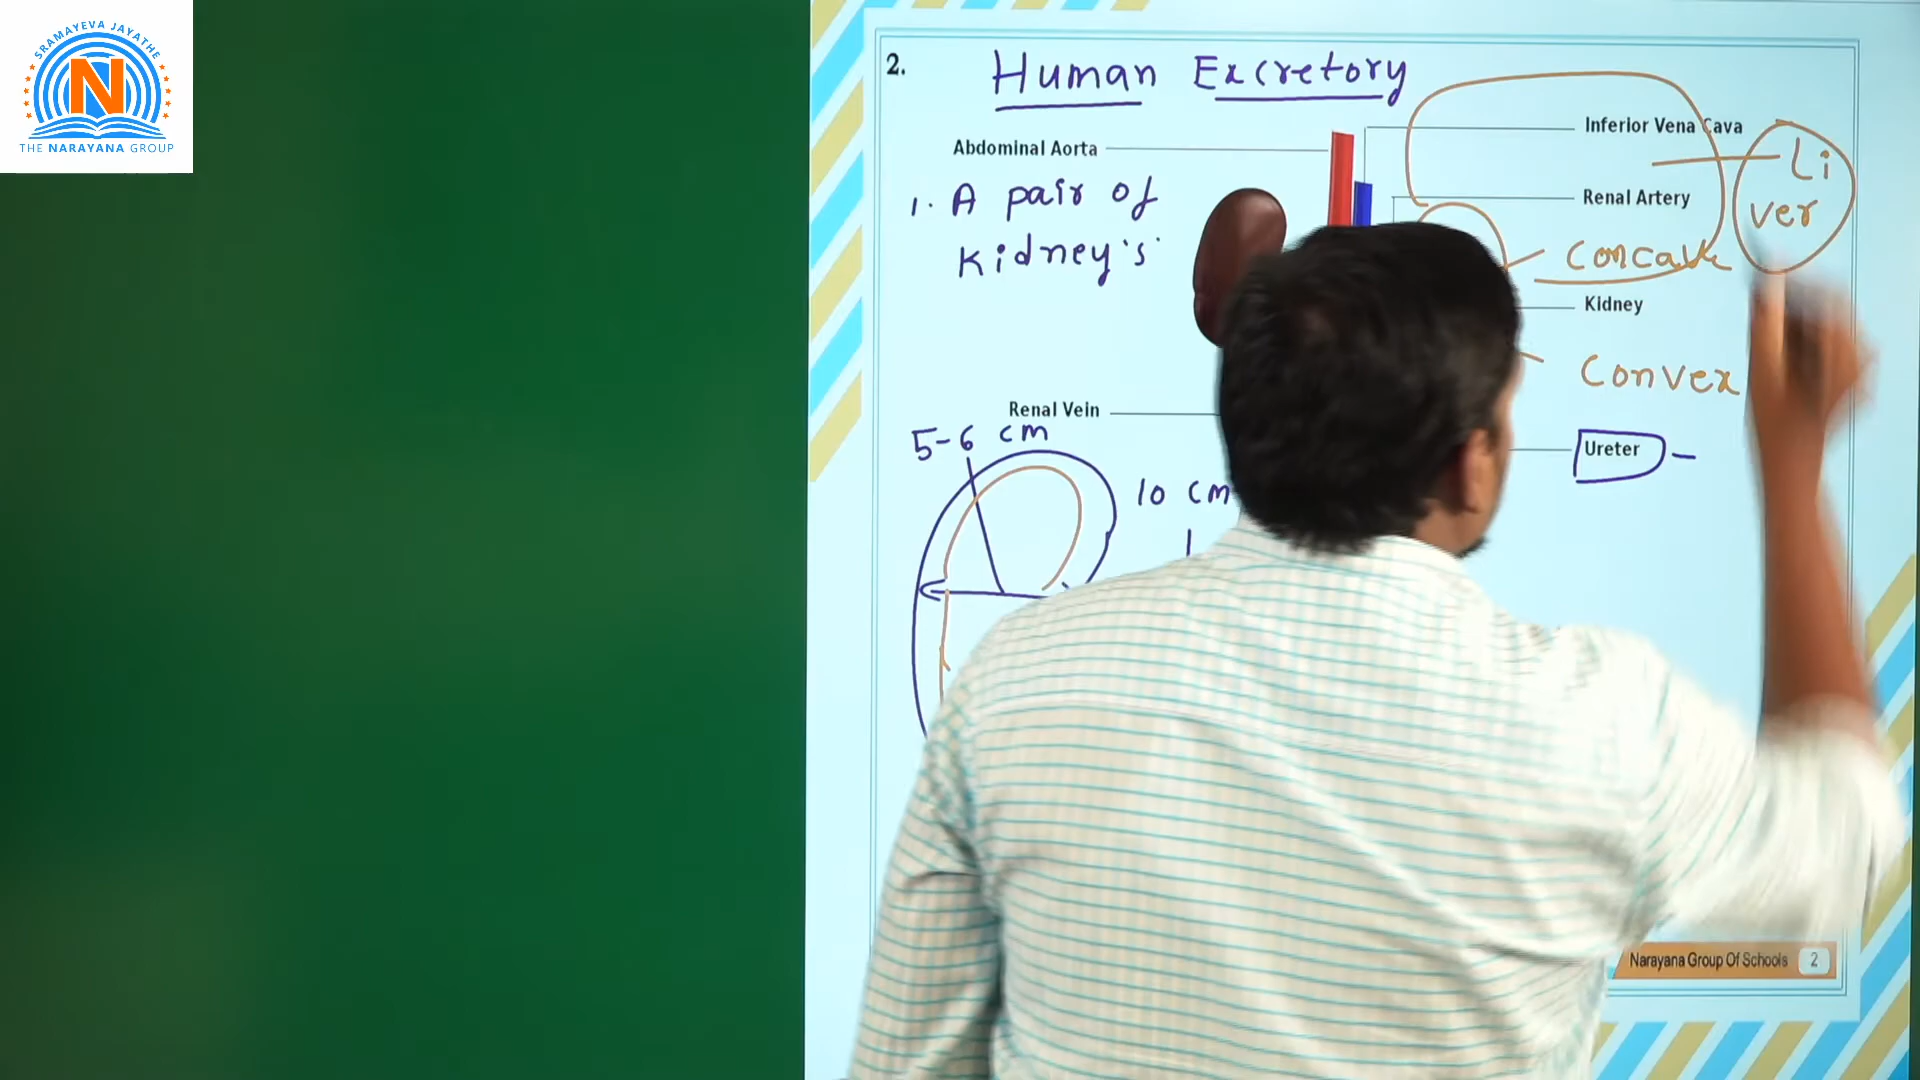 SRAMAYEVA JAYATHE
N
THE NARAYANA GROUP
2.
Human Excretory
Inferior Vena Cava
Abdominal Aorta
Li
ver
1. A pair of
Kidney's
Renal Artery
Concave
Kidney
Convex
Renal Vein
5-6 cm
Ureter -
10 cm
Narayana Group Of Schools 2